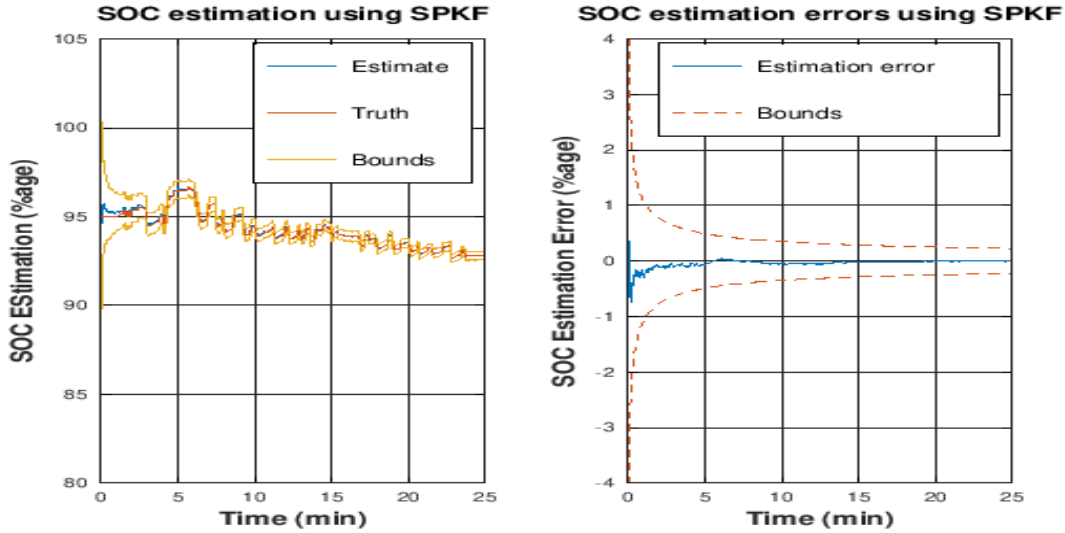 SOC estimation using SPKF
105
100
95
90
85
80
0 5 10 15 20 25
SOC EStimation (%age)
Time (min)
Estimate
Truth
Bounds
SOC estimation errors using SPKF
4
3
2
1
0
-1
-2
-3
-4
0 5 10 15 20 25
SOC Estimation Error (%age)
Time (min)
Estimation error
Bounds